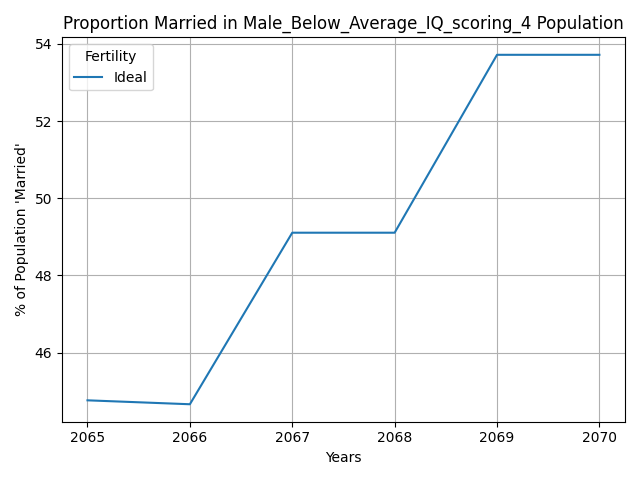 Proportion Married in Male_Below_Average_IQ_scoring_4 Population
Fertility
Ideal
% of Population 'Married'
54
52
50
48
46
2065 2066 2067 2068 2069 2070
Years